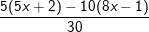 5(5x + 2) − 10(8x − 1)
30